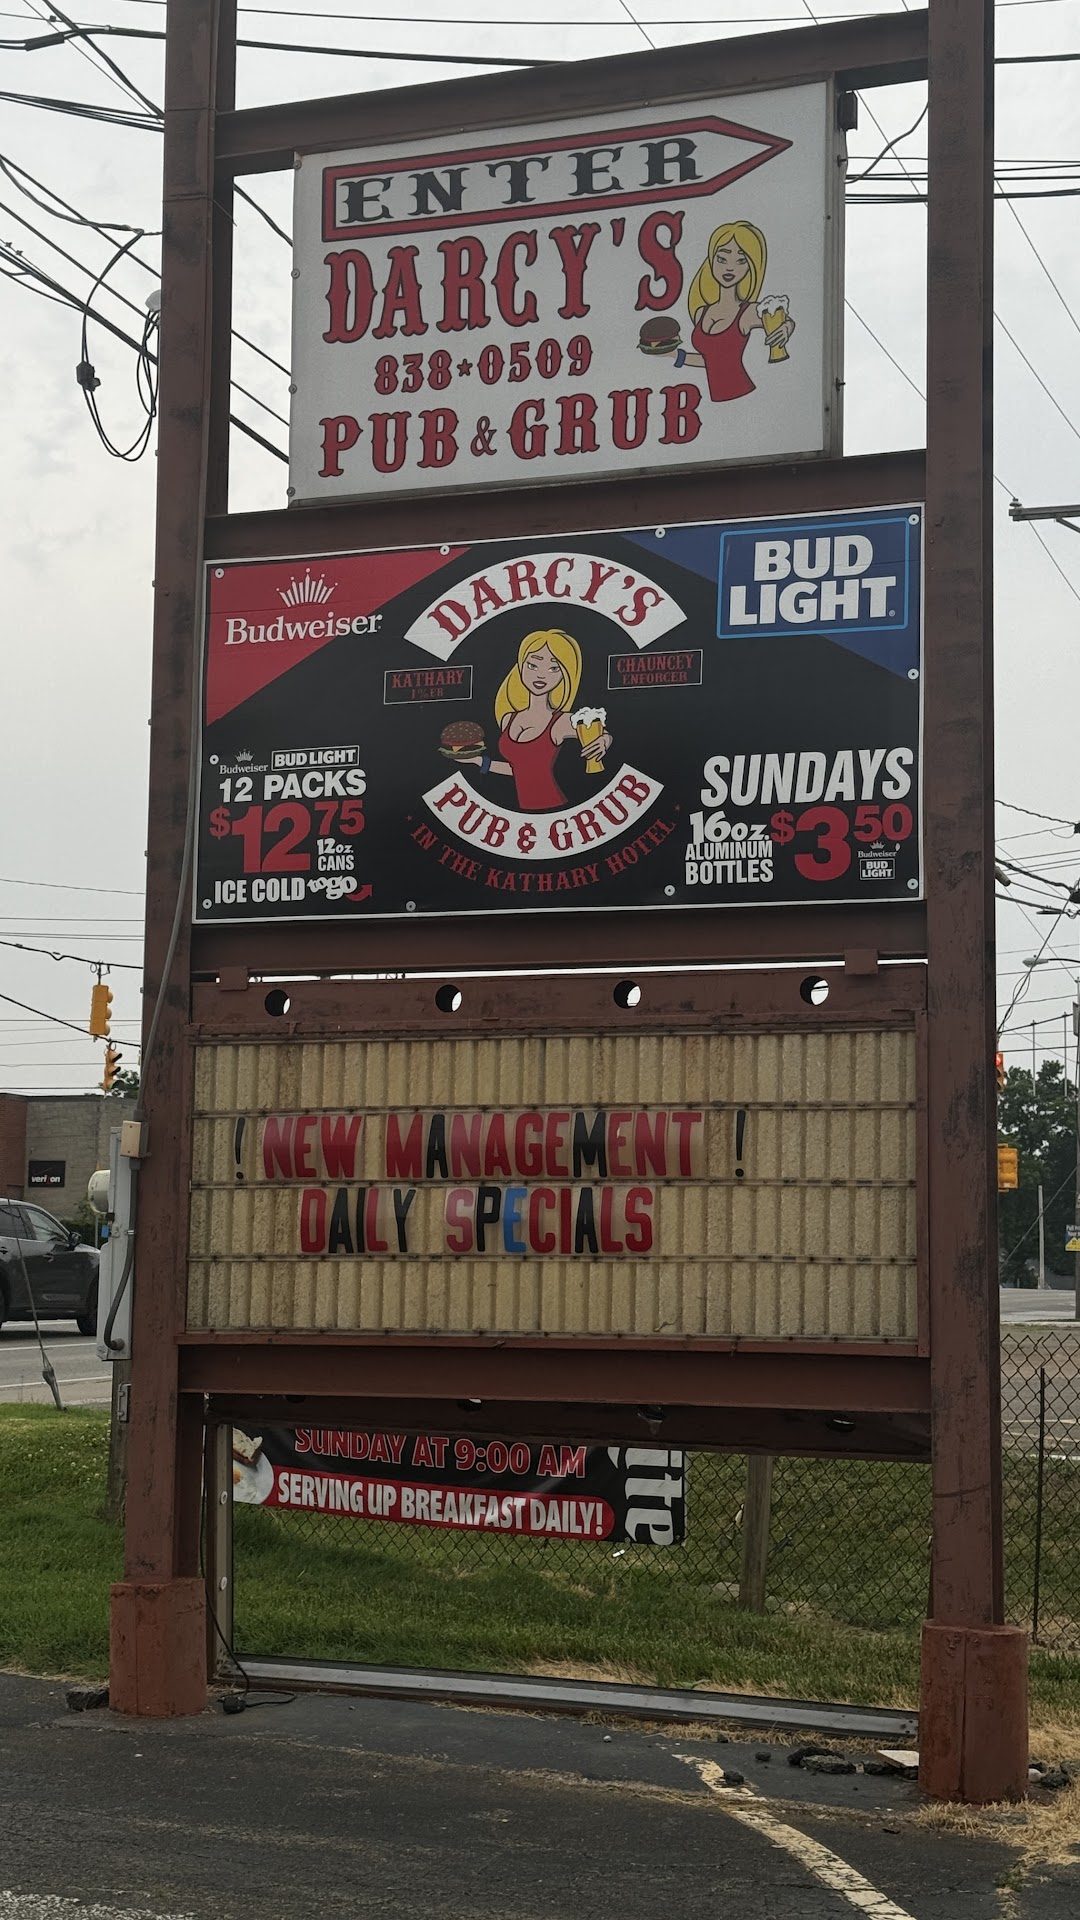 ENTER
DARCY'S
838★0509
PUB & GRUB
Budweiser
DARCY'S
BUD
LIGHT
KATHARY
1%ER
CHAUNCEY
ENFORCER
PUB & GRUB
IN THE KATHARY HOTEL
Budweiser BUD LIGHT
12 PACKS
$12 75
12oz.
CANS
ICE COLD to go
SUNDAYS
16oz. $3 50
ALUMINUM
BOTTLES
Budweiser
BUD
LIGHT
! NEW MANAGEMENT !
DAILY SPECIALS
verizon
SUNDAY AT 9:00 AM
SERVING UP BREAKFAST DAILY!